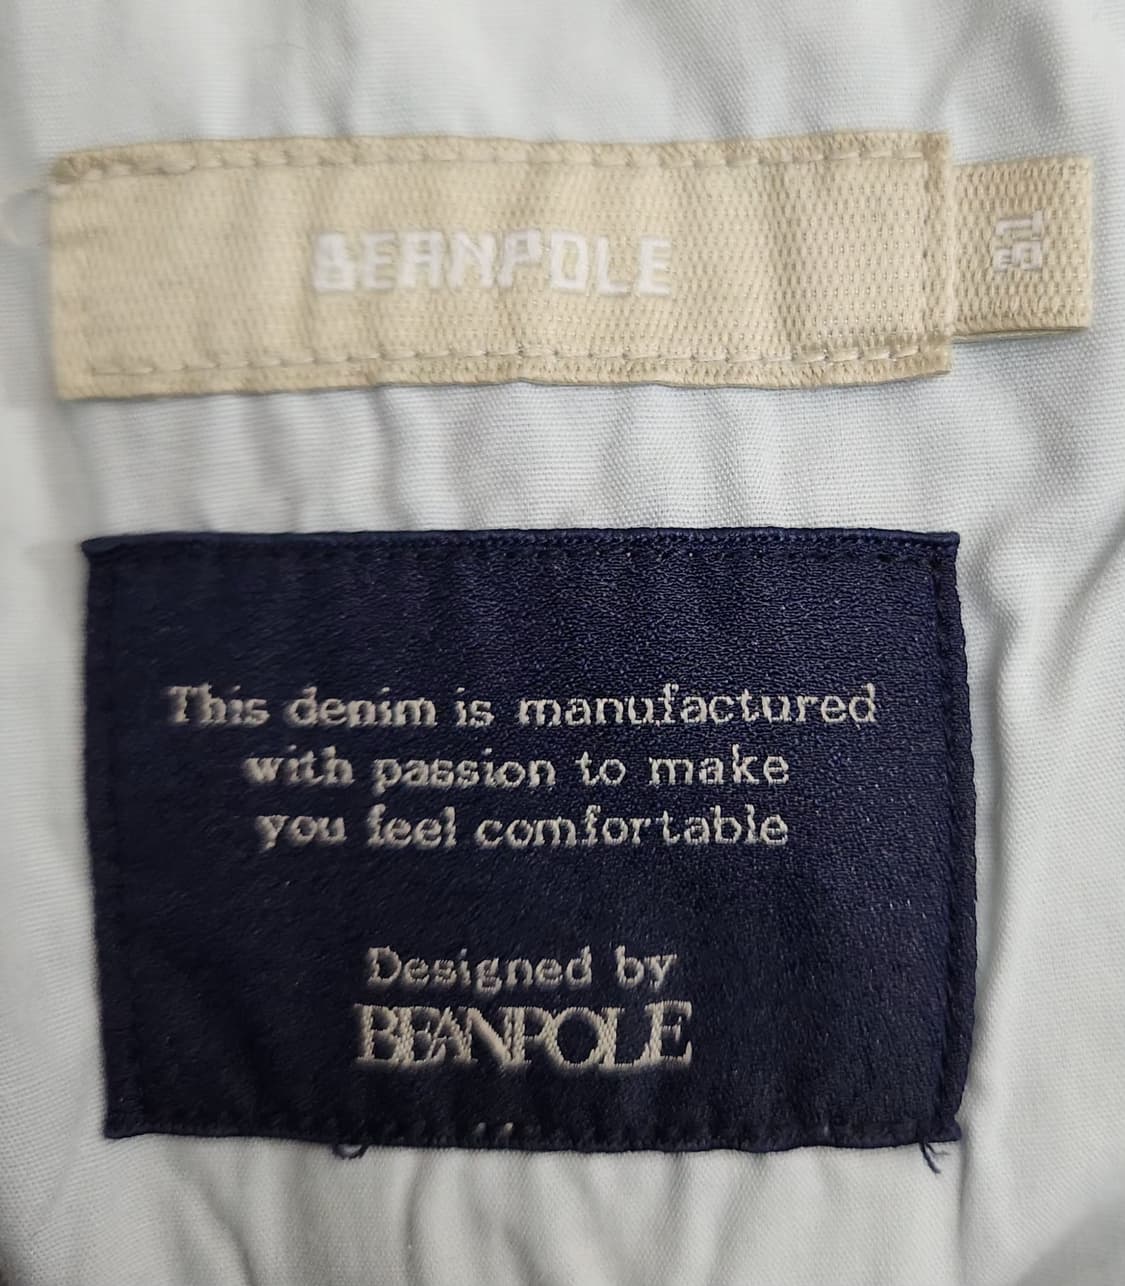 BEANPOLE
This denim is manufactured
with passion to make
you feel comfortable
Designed by
BEANPOLE